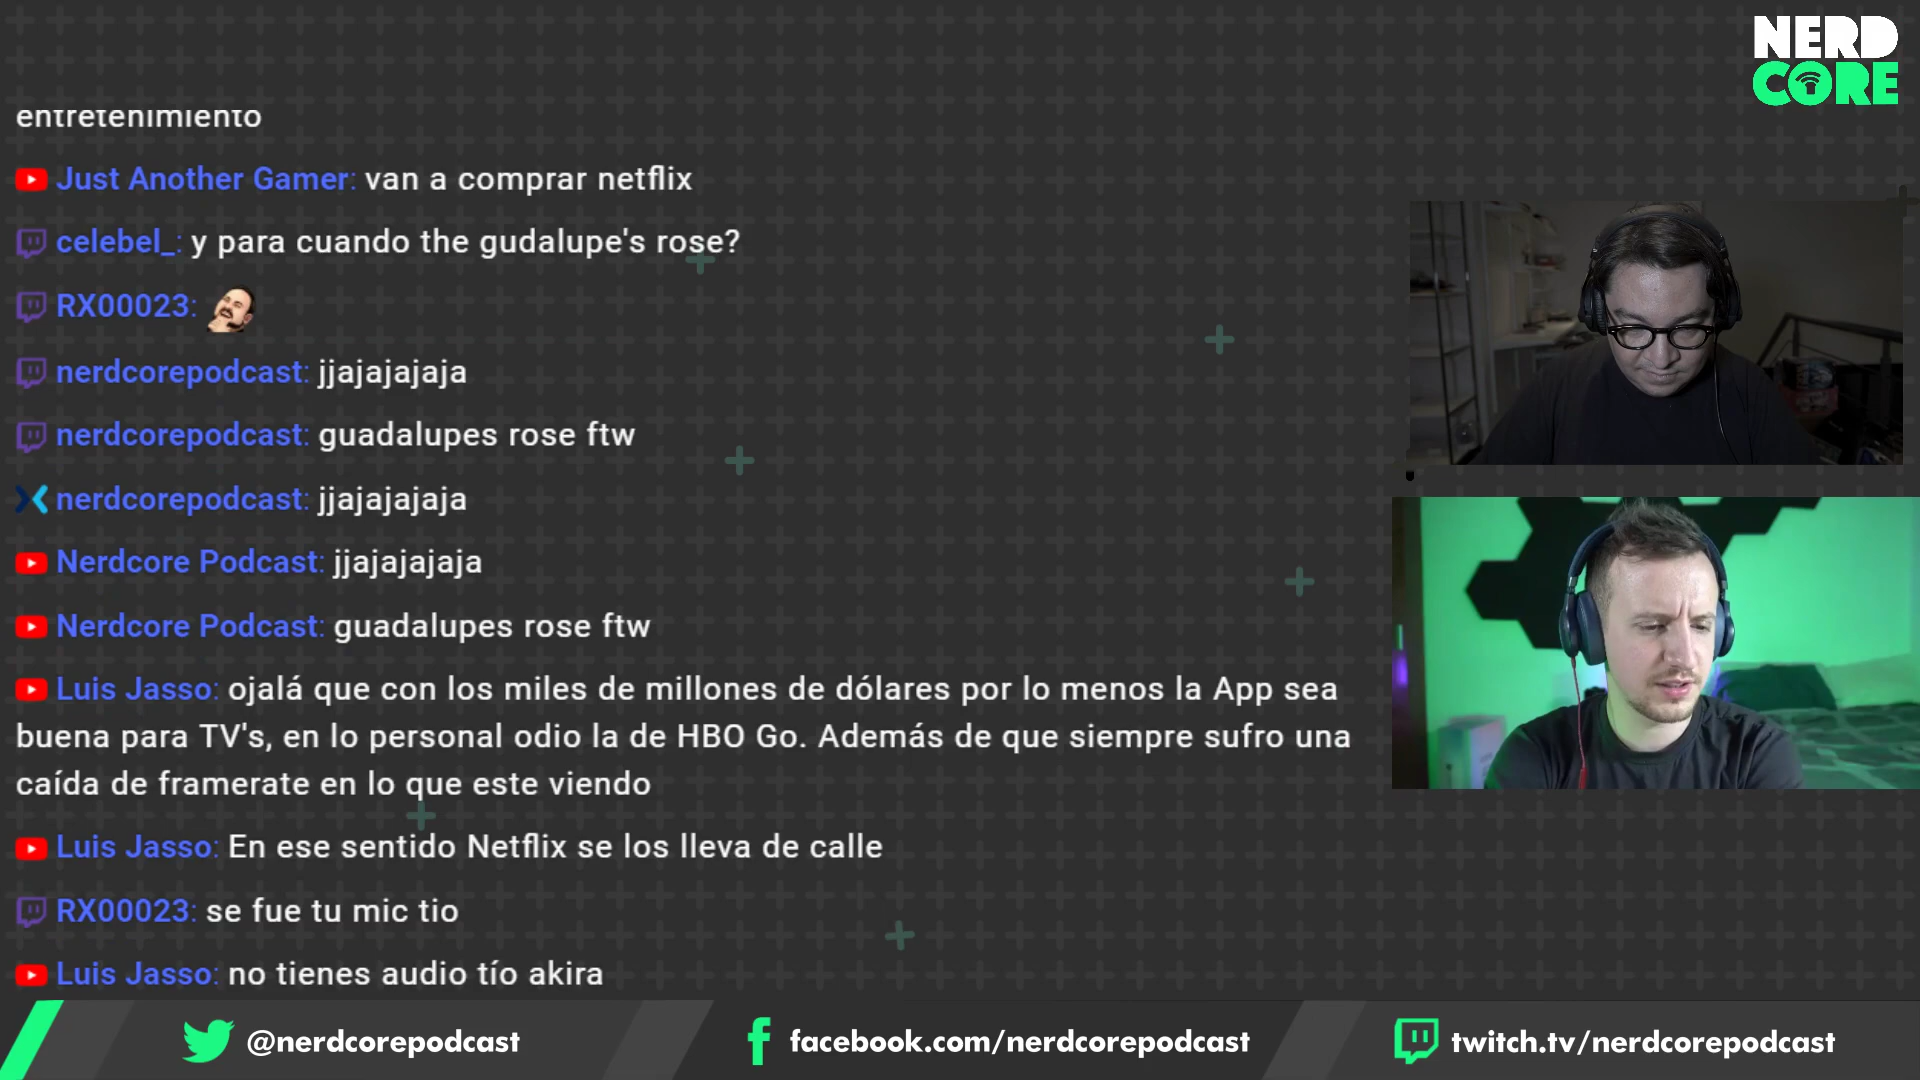 NERD
CORE
entretenimiento
Just Another Gamer: van a comprar netflix
celebel_: y para cuando the gudalupe's rose?
RX00023:
nerdcorepodcast: jjajajajaja
nerdcorepodcast: guadalupes rose ftw
nerdcorepodcast: jjajajajaja
Nerdcore Podcast: jjajajajaja
Nerdcore Podcast: guadalupes rose ftw
Luis Jasso: ojalá que con los miles de millones de dólares por lo menos la App sea
buena para TV's, en lo personal odio la de HBO Go. Además de que siempre sufro una
caída de framerate en lo que este viendo
Luis Jasso: En ese sentido Netflix se los lleva de calle
RX00023: se fue tu mic tio
Luis Jasso: no tienes audio tío akira
@nerdcorepodcast
facebook.com/nerdcorepodcast
twitch.tv/nerdcorepodcast